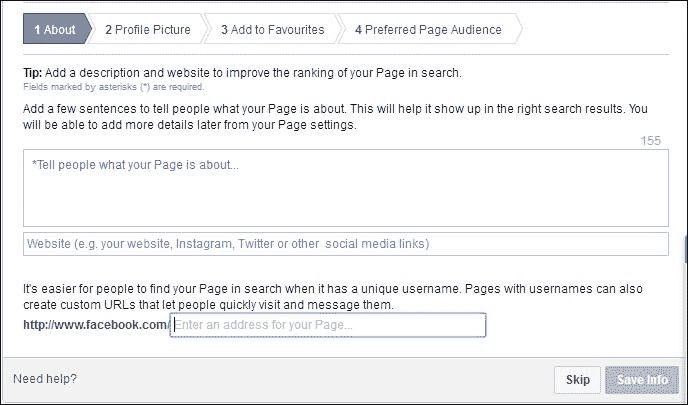 1 About
2 Profile Picture
3 Add to Favourites
4 Preferred Page Audience
Tip: Add a description and website to improve the ranking of your Page in search.
Fields marked by asterisks (*) are required.
Add a few sentences to tell people what your Page is about. This will help it show up in the right search results. You
will be able to add more details later from your Page settings.
155
*Tell people what your Page is about...
Website (e.g. your website, Instagram, Twitter or other social media links)
It's easier for people to find your Page in search when it has a unique username. Pages with usernames can also
create custom URLs that let people quickly visit and message them.
http://www.facebook.com/ Enter an address for your Page...
Need help?
Skip
Save Info